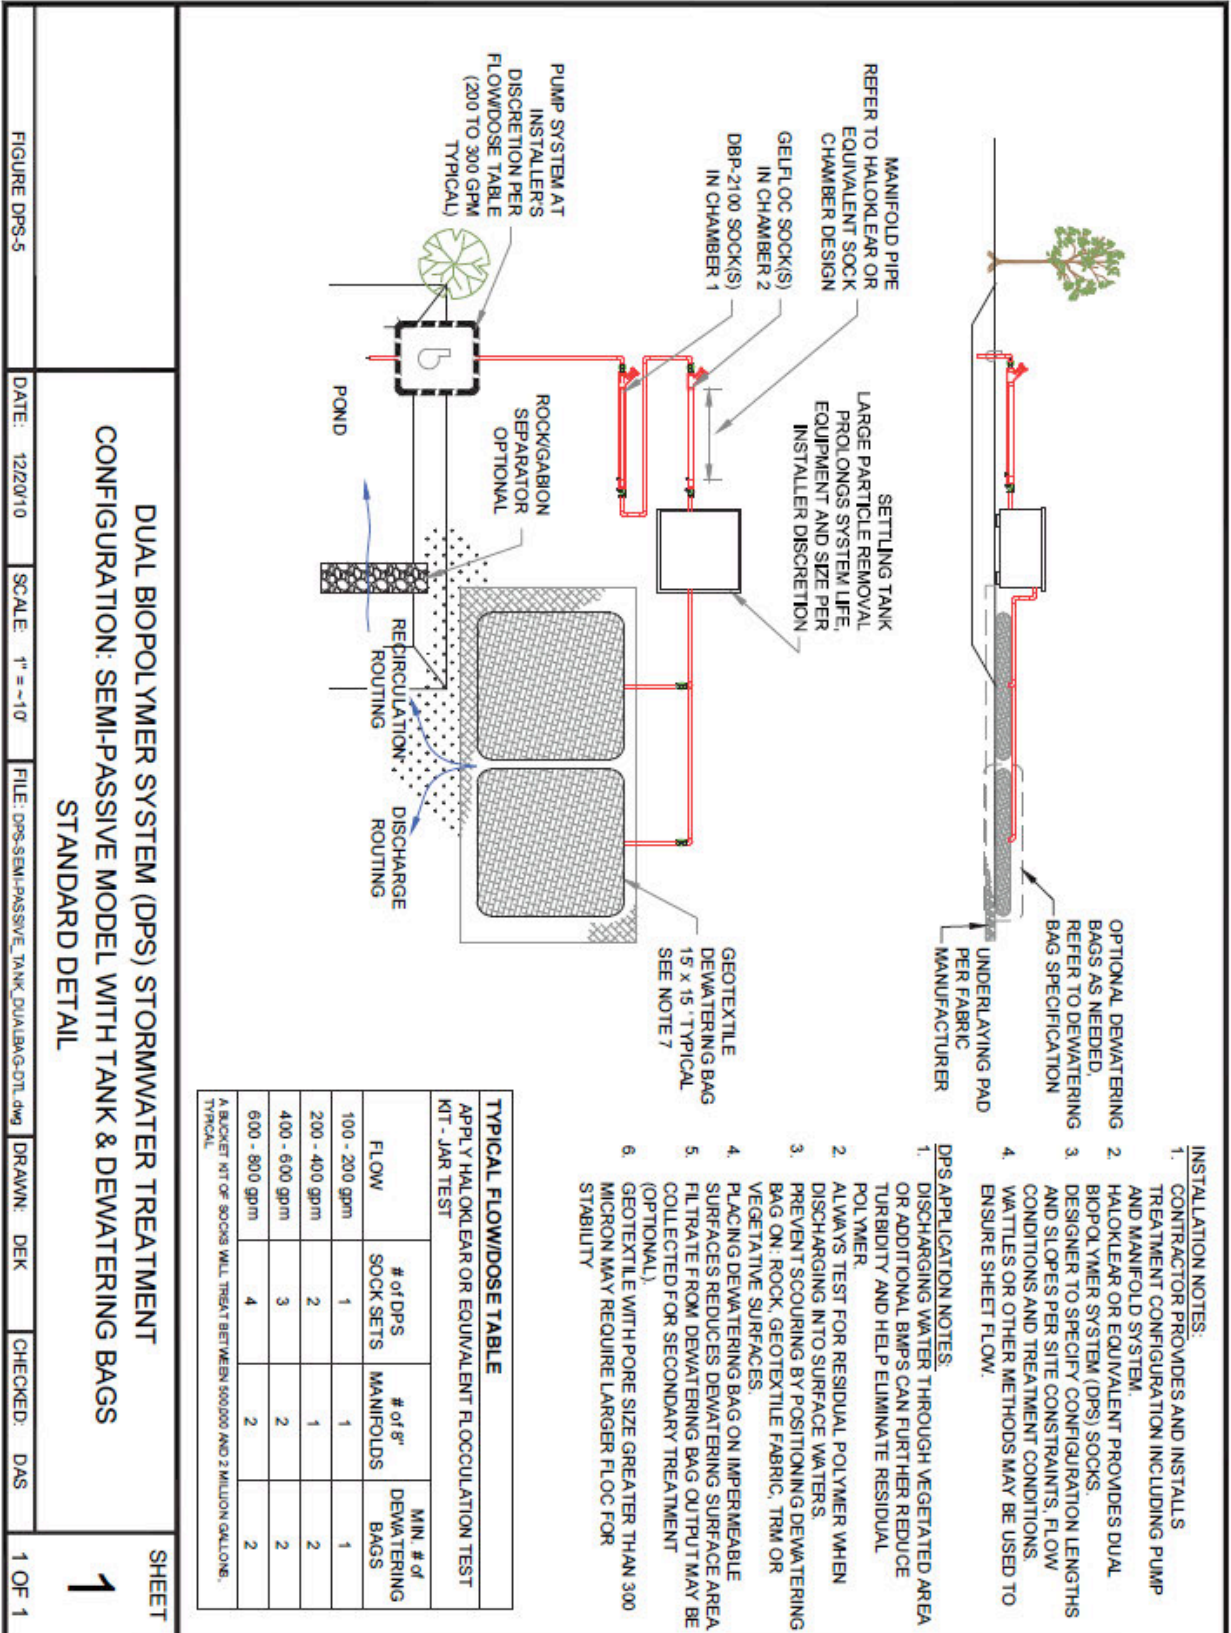 MANIFOLD PIPE
REFER TO HALOKLEAR OR
EQUIVALENT SOCK
CHAMBER DESIGN
GELFLOC SOCK(S)
IN CHAMBER 2
DBP-2100 SOCK(S)
IN CHAMBER 1
PUMP SYSTEM AT
INSTALLER'S
DISCRETION PER
FLOW/DOSE TABLE
(200 TO 300 GPM
TYPICAL)
SETTLING TANK
LARGE PARTICLE REMOVAL
PROLONGS SYSTEM LIFE,
EQUIPMENT AND SIZE PER
INSTALLER DISCRETION
ROCK/GABION
SEPARATOR
OPTIONAL
POND
RECIRCULATION
ROUTING
DISCHARGE
ROUTING
OPTIONAL DEWATERING
BAGS AS NEEDED,
REFER TO DEWATERING
BAG SPECIFICATION
UNDERLAYING PAD
PER FABRIC
MANUFACTURER
GEOTEXTILE
DEWATERING BAG
15' x 15 ' TYPICAL
SEE NOTE 7
INSTALLATION NOTES:
1. CONTRACTOR PROVIDES AND INSTALLS
TREATMENT CONFIGURATION INCLUDING PUMP
AND MANIFOLD SYSTEM.
2. HALOKLEAR OR EQUIVALENT PROVIDES DUAL
BIOPOLYMER SYSTEM (DPS) SOCKS.
3. DESIGNER TO SPECIFY CONFIGURATION LENGTHS
AND SLOPES PER SITE CONSTRAINTS, FLOW
CONDITIONS AND TREATMENT CONDITIONS.
4. WATTLES OR OTHER METHODS MAY BE USED TO
ENSURE SHEET FLOW.
DPS APPLICATION NOTES:
1. DISCHARGING WATER THROUGH VEGETATED AREA
OR ADDITIONAL BMP'S CAN FURTHER REDUCE
TURBIDITY AND HELP ELIMINATE RESIDUAL
POLYMER.
2. ALWAYS TEST FOR RESIDUAL POLYMER WHEN
DISCHARGING INTO SURFACE WATERS.
3. PREVENT SCOURING BY POSITIONING DEWATERING
BAG ON: ROCK, GEOTEXTILE FABRIC, TRM OR
VEGETATIVE SURFACES.
4. PLACING DEWATERING BAG ON IMPERMEABLE
SURFACES REDUCES DEWATERING SURFACE AREA.
5. FILTRATE FROM DEWATERING BAG OUTPUT MAY BE
COLLECTED FOR SECONDARY TREATMENT
(OPTIONAL).
6. GEOTEXTILE WITH PORE SIZE GREATER THAN 300
MICRON MAY REQUIRE LARGER FLOC FOR
STABILITY
TYPICAL FLOW/DOSE TABLE
APPLY HALOKLEAR OR EQUIVALENT FLOCCULATION TEST
KIT - JAR TEST
FLOW # of DPS SOCK SETS # of 8" MANIFOLDS MIN. # of DEWATERING BAGS
100 - 200 gpm 1 1 1
200 - 400 gpm 2 1 2
400 - 600 gpm 3 2 2
600 - 800 gpm 4 2 2
A BUCKET KIT OF SOCKS WILL TREAT BETWEEN 500,000 AND 2 MILLION GALLONS,
TYPICAL
DUAL BIOPOLYMER SYSTEM (DPS) STORMWATER TREATMENT
CONFIGURATION: SEMI-PASSIVE MODEL WITH TANK & DEWATERING BAGS
STANDARD DETAIL
SHEET
1
FIGURE DPS-5
DATE: 12/20/10
SCALE: 1" = ~10'
FILE: DPS-SEMI-PASSIVE_TANK_DUALBAG-DTL.dwg
DRAWN: DEK
CHECKED: DAS
1 OF 1